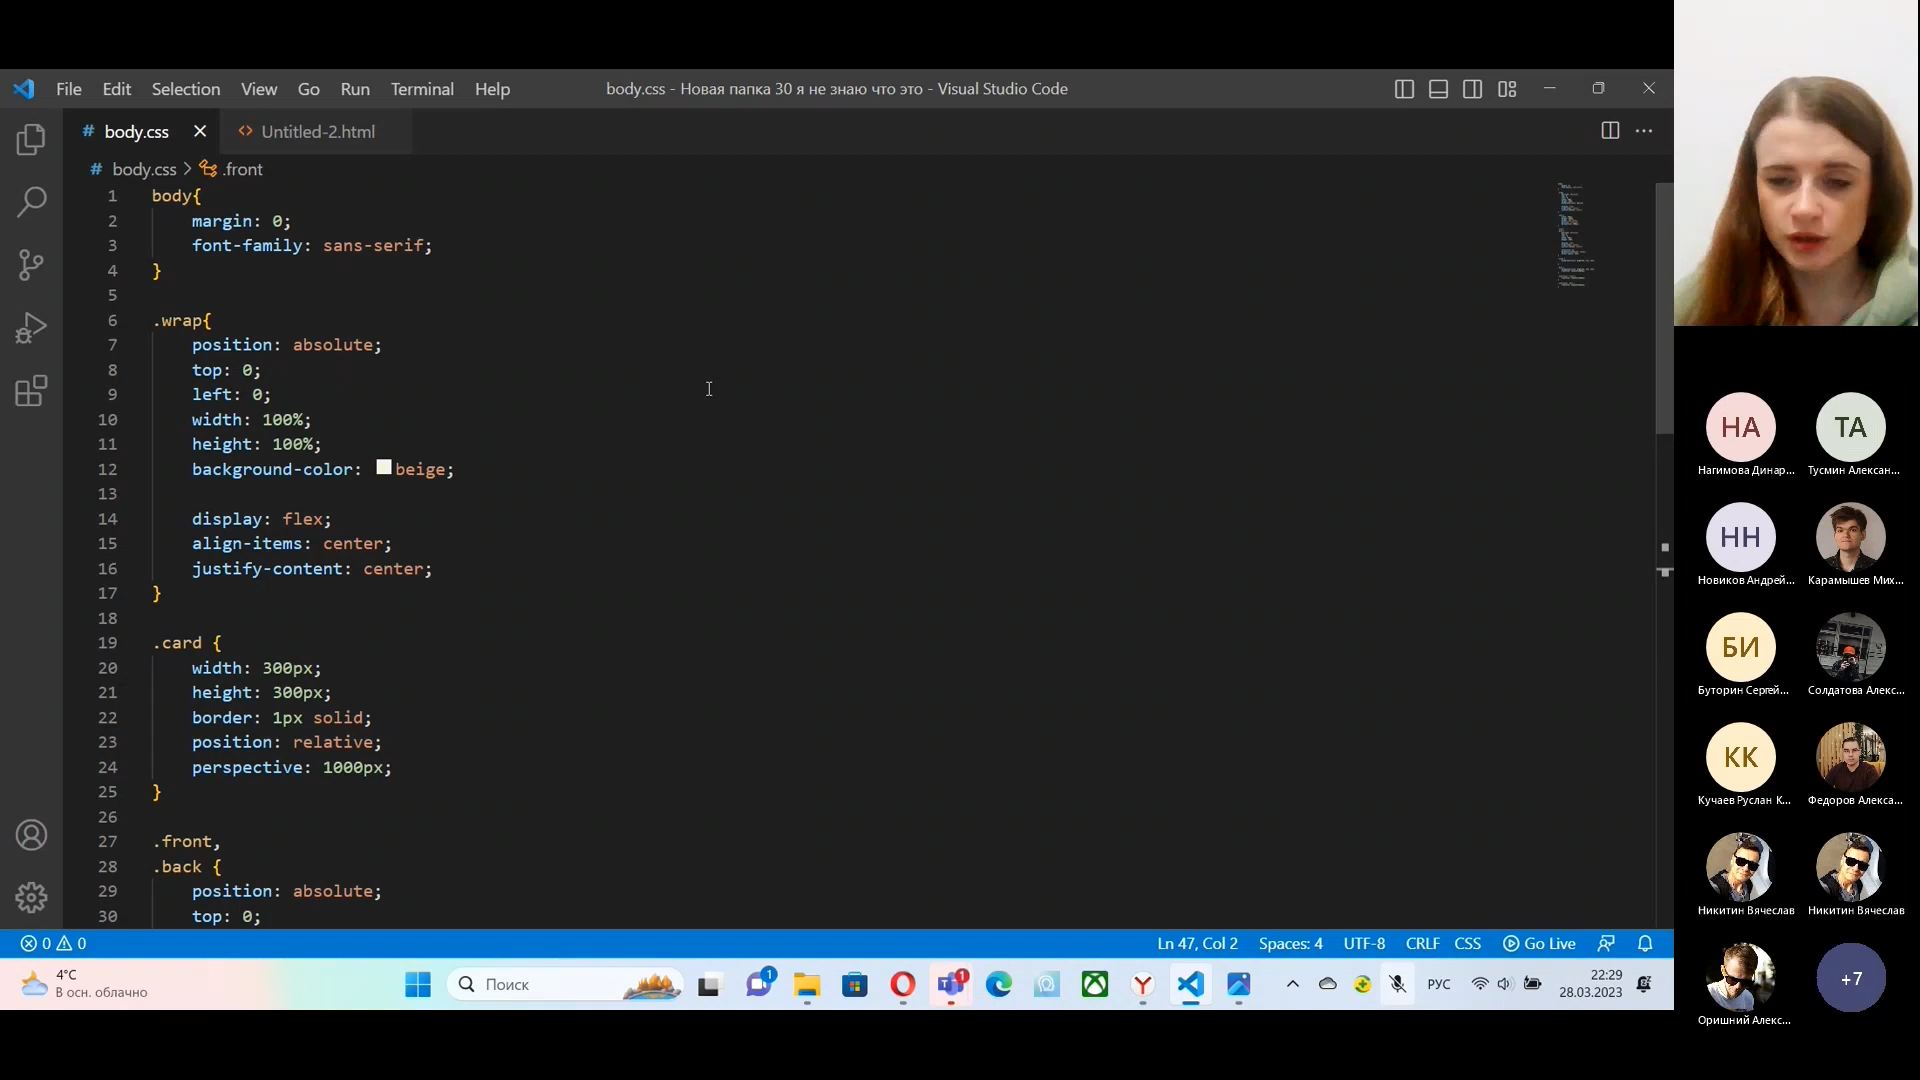 File Edit Selection View Go Run Terminal Help
body.css - Новая папка 30 я не знаю что это - Visual Studio Code
# body.css
<> Untitled-2.html
# body.css > .front
1 body{
2 margin: 0;
3 font-family: sans-serif;
4 }
5
6 .wrap{
7 position: absolute;
8 top: 0;
9 left: 0;
10 width: 100%;
11 height: 100%;
12 background-color: beige;
13
14 display: flex;
15 align-items: center;
16 justify-content: center;
17 }
18
19 .card {
20 width: 300px;
21 height: 300px;
22 border: 1px solid;
23 position: relative;
24 perspective: 1000px;
25 }
26
27 .front,
28 .back {
29 position: absolute;
30 top: 0;
0 0
Ln 47, Col 2 Spaces: 4 UTF-8 CRLF CSS Go Live
4°C
В осн. облачно
Поиск
1
1
РУС
22:29
28.03.2023
НА
ТА
Нагимова Динар...
Тусмин Алексан...
НН
Новиков Андрей...
Карамышев Мих...
БИ
Буторин Сергей...
Солдатова Алекс...
КК
Кучаев Руслан К...
Федоров Алекса...
Никитин Вячеслав
Никитин Вячеслав
+7
Оришний Алекс...